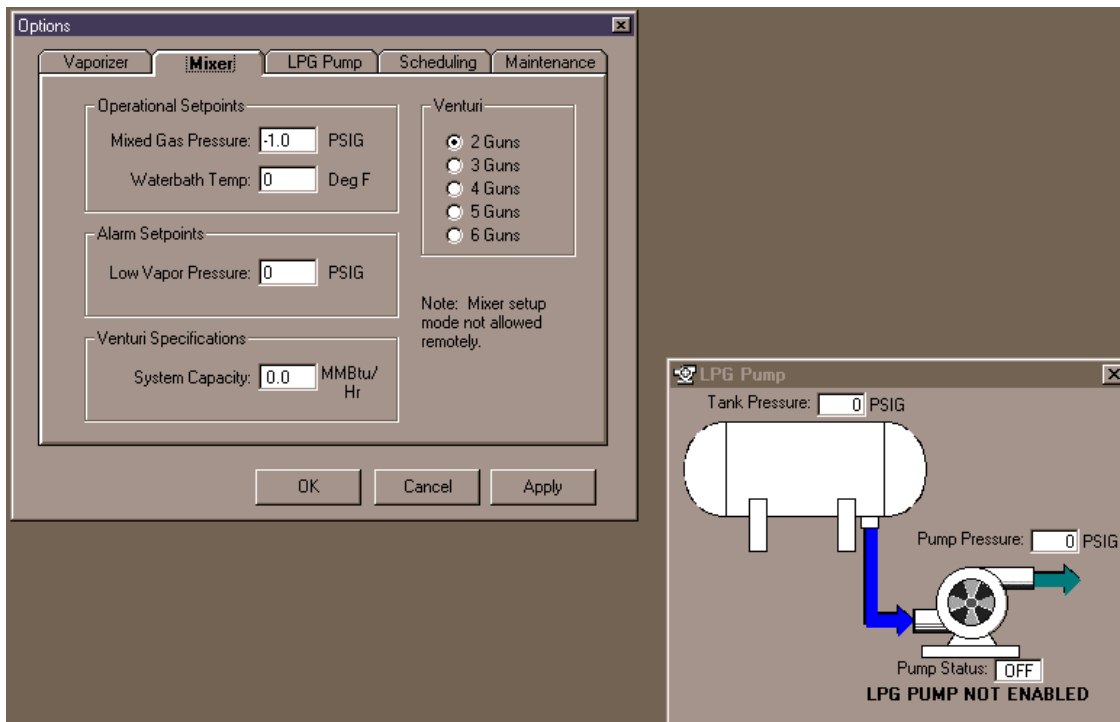 Options
Vaporizer Mixer LPG Pump Scheduling Maintenance
Operational Setpoints
Mixed Gas Pressure: -1.0 PSIG
Waterbath Temp: 0 Deg F
Alarm Setpoints
Low Vapor Pressure: 0 PSIG
Venturi Specifications
System Capacity: 0.0 MMBtu/
Hr
Venturi
2 Guns
3 Guns
4 Guns
5 Guns
6 Guns
Note: Mixer setup
mode not allowed
remotely.
OK Cancel Apply
LPG Pump
Tank Pressure: 0 PSIG
Pump Pressure: 0 PSIG
Pump Status: OFF
LPG PUMP NOT ENABLED